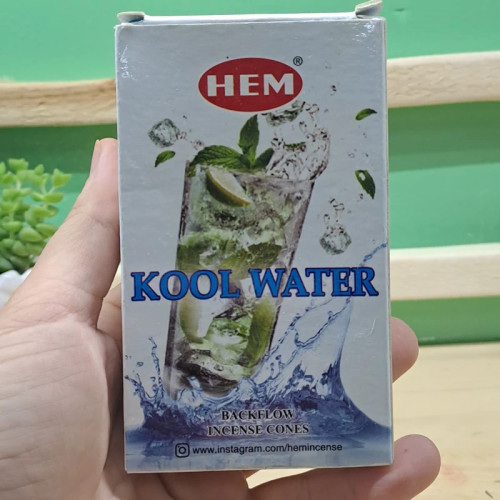 HEM®
KOOL WATER
BACKFLOW
INCENSE CONES
www.instagram.com/hemincense